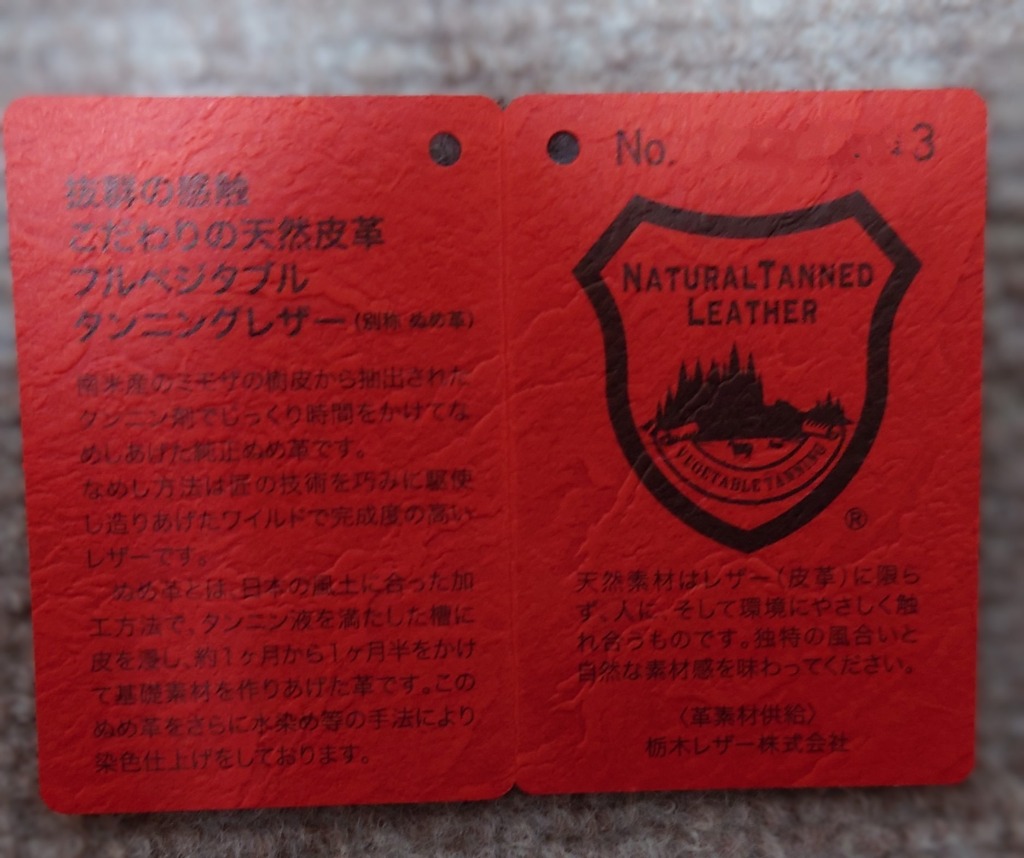 抜群の感触
こだわりの天然皮革
フルベジタブル
タンニングレザー(別称 ぬめ革)
南米産のミモザの樹皮から抽出された
タンニン剤でじっくり時間をかけてな
めしあげた純正ぬめ革です。
なめし方法は匠の技術を巧みに駆使
し造りあげたワイルドで完成度の高い
レザーです。
ぬめ革とは、日本の風土に合った加
工方法で、タンニン液を満たした槽に
皮を浸し、約1ヶ月から1ヶ月半をかけ
て基礎素材を作りあげた革です。この
ぬめ革をさらに水染め等の手法により
染色仕上げをしております。
No. 3
NATURAL TANNED
LEATHER
VEGETABLE TANNING
®
天然素材はレザー(皮革)に限ら
ず、人に、そして環境にやさしく触
れ合うものです。独特の風合いと
自然な素材感を味わってください。
〈革素材供給〉
栃木レザー株式会社